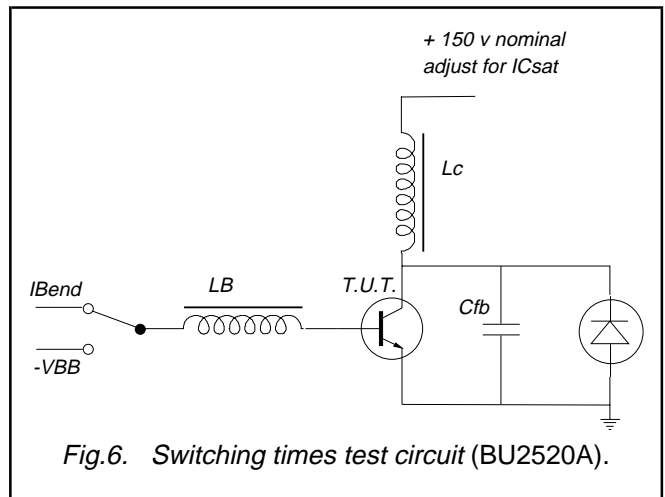 + 150 v nominal
adjust for ICsat
Lc
IBend
LB
T.U.T.
Cfb
-VBB
Fig.6. Switching times test circuit (BU2520A).